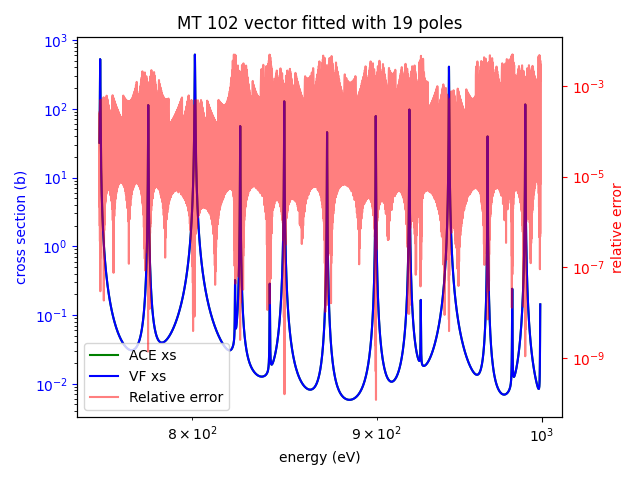 MT 102 vector fitted with 19 poles
10³
10²
10¹
10⁰
10⁻¹
10⁻²
cross section (b)
10⁻³
10⁻⁵
10⁻⁷
10⁻⁹
relative error
ACE xs
VF xs
Relative error
8 × 10²
9 × 10²
10³
energy (eV)